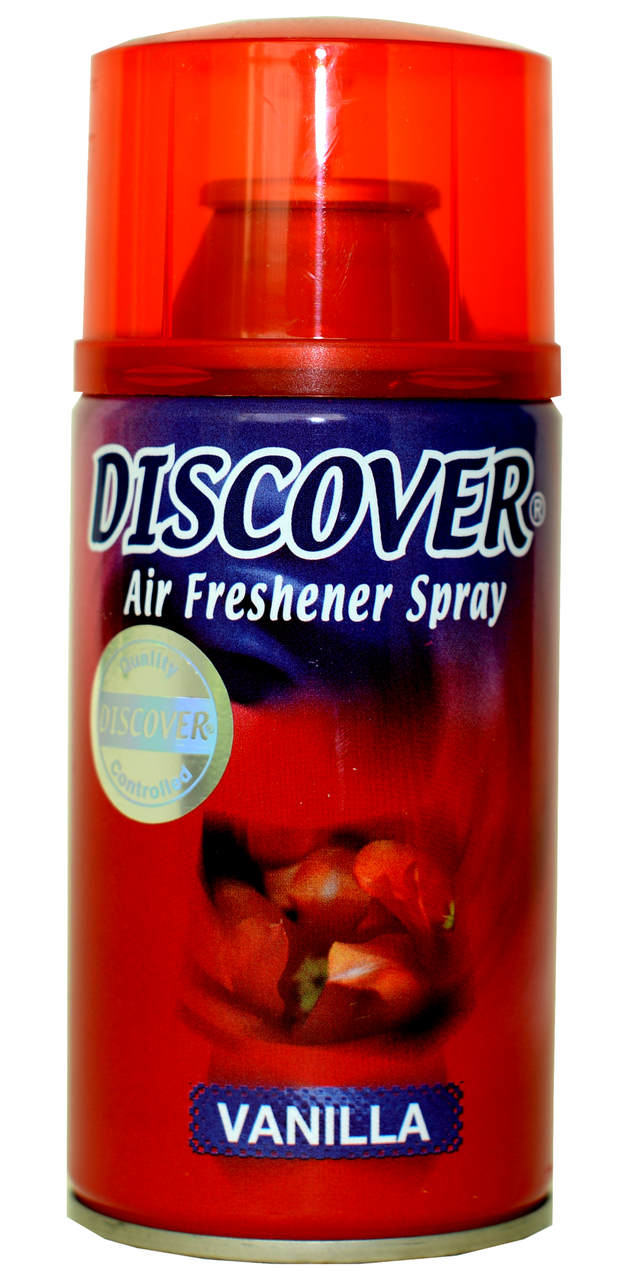 DISCOVER®
Air Freshener Spray
Quality
DISCOVER®
Controlled
VANILLA